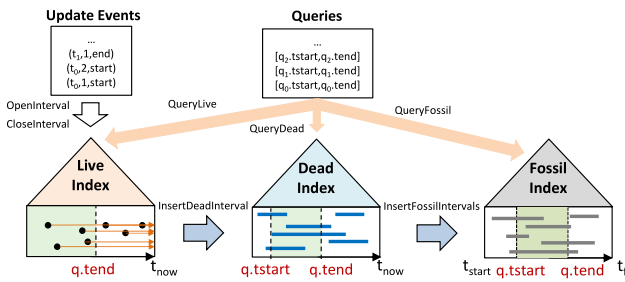 Update Events
Queries
...
(t1,1,end)
(t0,2,start)
(t0,1,start)
...
[q2.tstart,q2.tend]
[q1.tstart,q1.tend]
[q0.tstart,q0.tend]
OpenInterval
CloseInterval
QueryLive
QueryDead
QueryFossil
Live
Index
Dead
Index
Fossil
Index
InsertDeadInterval
InsertFossilIntervals
q.tend
tnow
q.tstart
q.tend
tnow
tstart
q.tstart
q.tend